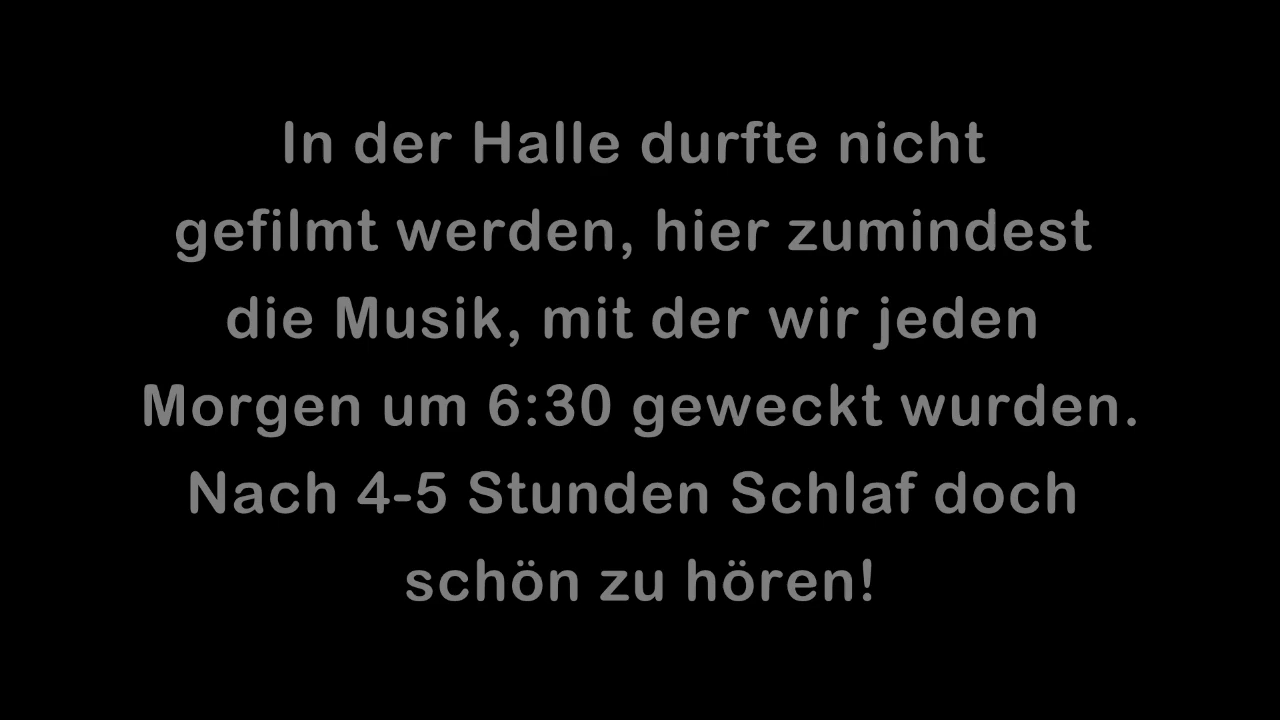 In der Halle durfte nicht
gefilmt werden, hier zumindest
die Musik, mit der wir jeden
Morgen um 6:30 geweckt wurden.
Nach 4-5 Stunden Schlaf doch
schön zu hören!